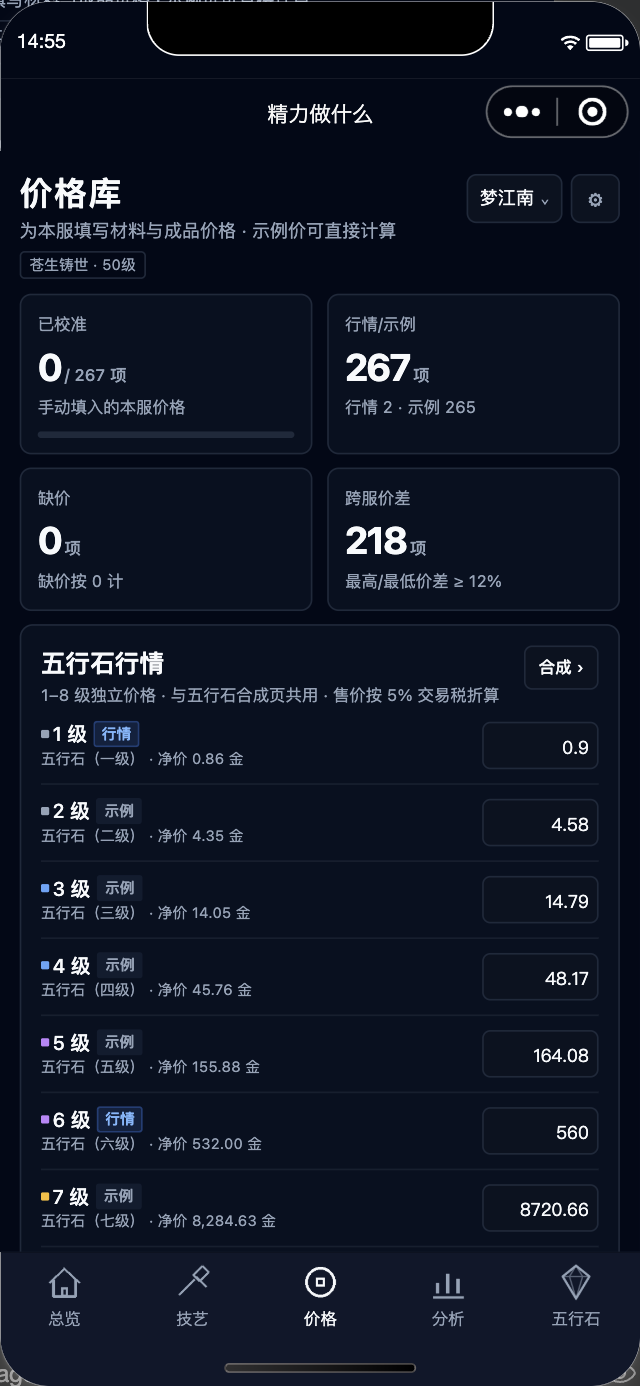 14:55
精力做什么
价格库
梦江南
为本服填写材料与成品价格 · 示例价可直接计算
苍生铸世 · 50级
已校准
0 / 267 项
手动填入的本服价格
行情/示例
267 项
行情 2 · 示例 265
缺价
0 项
缺价按 0 计
跨服价差
218 项
最高/最低价差 ≥ 12%
五行石行情
合成 ›
1–8 级独立价格 · 与五行石合成页共用 · 售价按 5% 交易税折算
1 级 行情
五行石（一级） · 净价 0.86 金
0.9
2 级 示例
五行石（二级） · 净价 4.35 金
4.58
3 级 示例
五行石（三级） · 净价 14.05 金
14.79
4 级 示例
五行石（四级） · 净价 45.76 金
48.17
5 级 示例
五行石（五级） · 净价 155.88 金
164.08
6 级 行情
五行石（六级） · 净价 532.00 金
560
7 级 示例
五行石（七级） · 净价 8,284.63 金
8720.66
总览
技艺
价格
分析
五行石